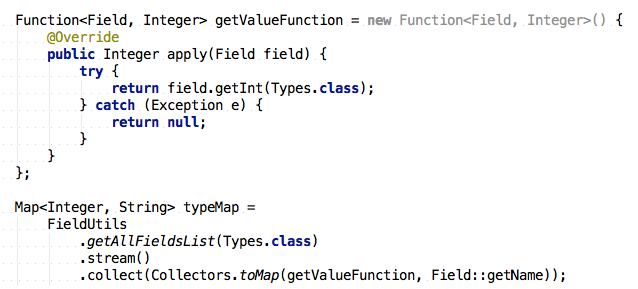 Function<Field, Integer> getValueFunction = new Function<Field, Integer>() {
    @Override
    public Integer apply(Field field) {
        try {
            return field.getInt(Types.class);
        } catch (Exception e) {
            return null;
        }
    }
};

Map<Integer, String> typeMap =
    FieldUtils
        .getAllFieldsList(Types.class)
        .stream()
        .collect(Collectors.toMap(getValueFunction, Field::getName));